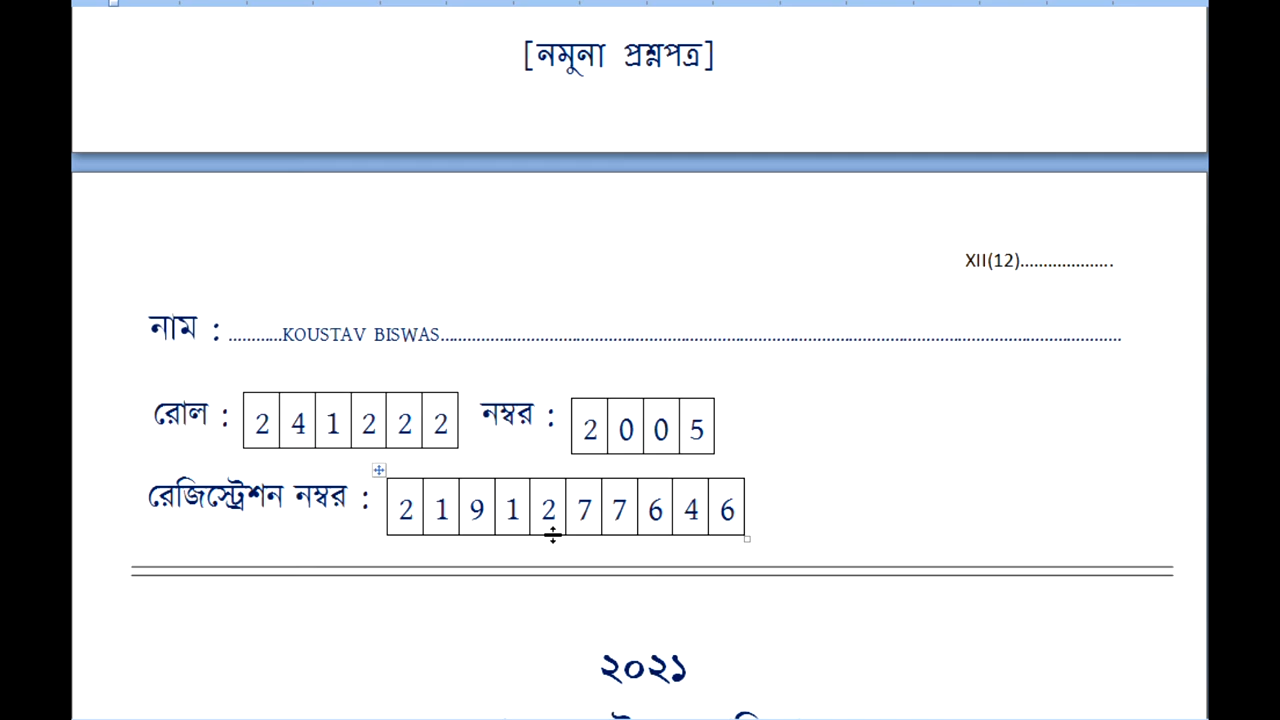 [নমুনা প্রশ্নপত্র]
XII(12)....................
নাম : ...........KOUSTAV BISWAS...............................................................................................................................................
রোল : 2 4 1 2 2 2 নম্বর : 2 0 0 5
রেজিস্ট্রেশন নম্বর : 2 1 9 1 2 7 7 6 4 6
২০২১